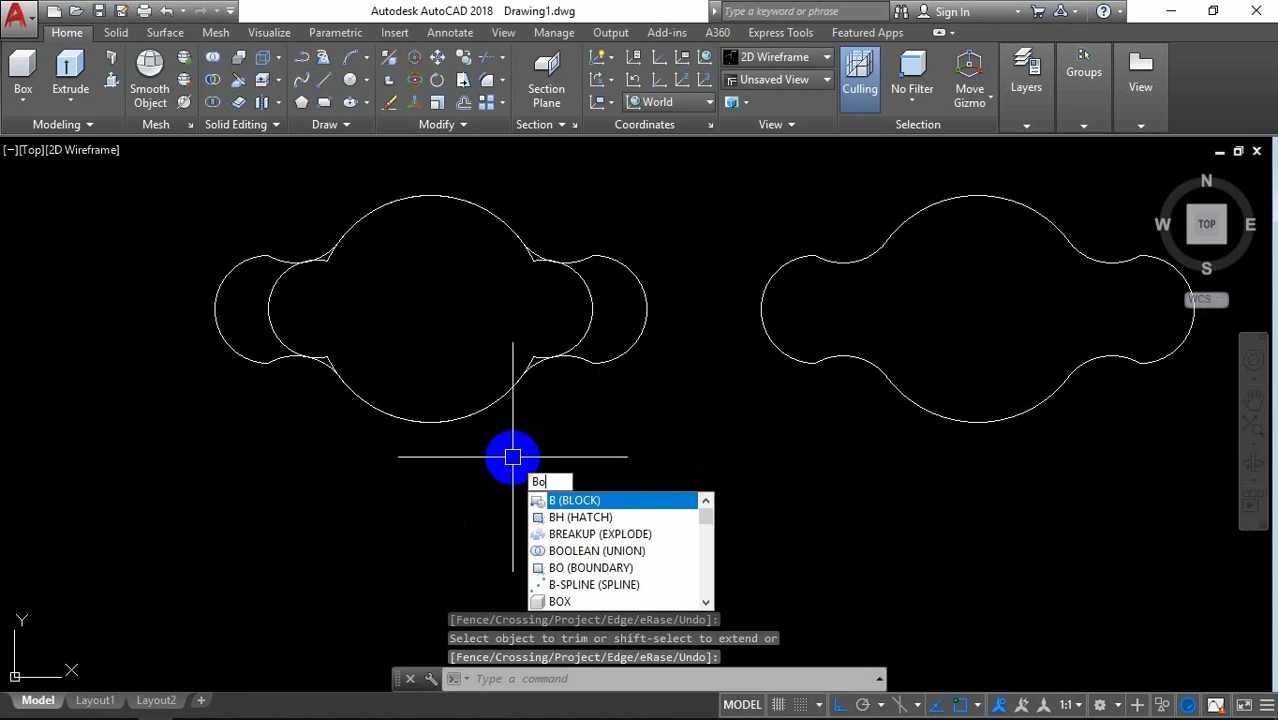 Autodesk AutoCAD 2018 Drawing1.dwg
Type a keyword or phrase
Sign In
Home Solid Surface Mesh Visualize Parametric Insert Annotate View Manage Output Add-ins A360 Express Tools Featured Apps
Box
Extrude
Smooth
Object
Section
Plane
World
2D Wireframe
Unsaved View
Culling
No Filter
Move
Gizmo
Layers
Groups
View
Modeling Mesh Solid Editing Draw Modify Section Coordinates View Selection
[−][Top][2D Wireframe]
N
W TOP E
S
WCS
Bo
B (BLOCK)
BH (HATCH)
BREAKUP (EXPLODE)
BOOLEAN (UNION)
BO (BOUNDARY)
B-SPLINE (SPLINE)
BOX
Y
X
[Fence/Crossing/Project/Edge/eRase/Undo]:
Select object to trim or shift-select to extend or
[Fence/Crossing/Project/Edge/eRase/Undo]:
Type a command
Model Layout1 Layout2 +
MODEL 1:1